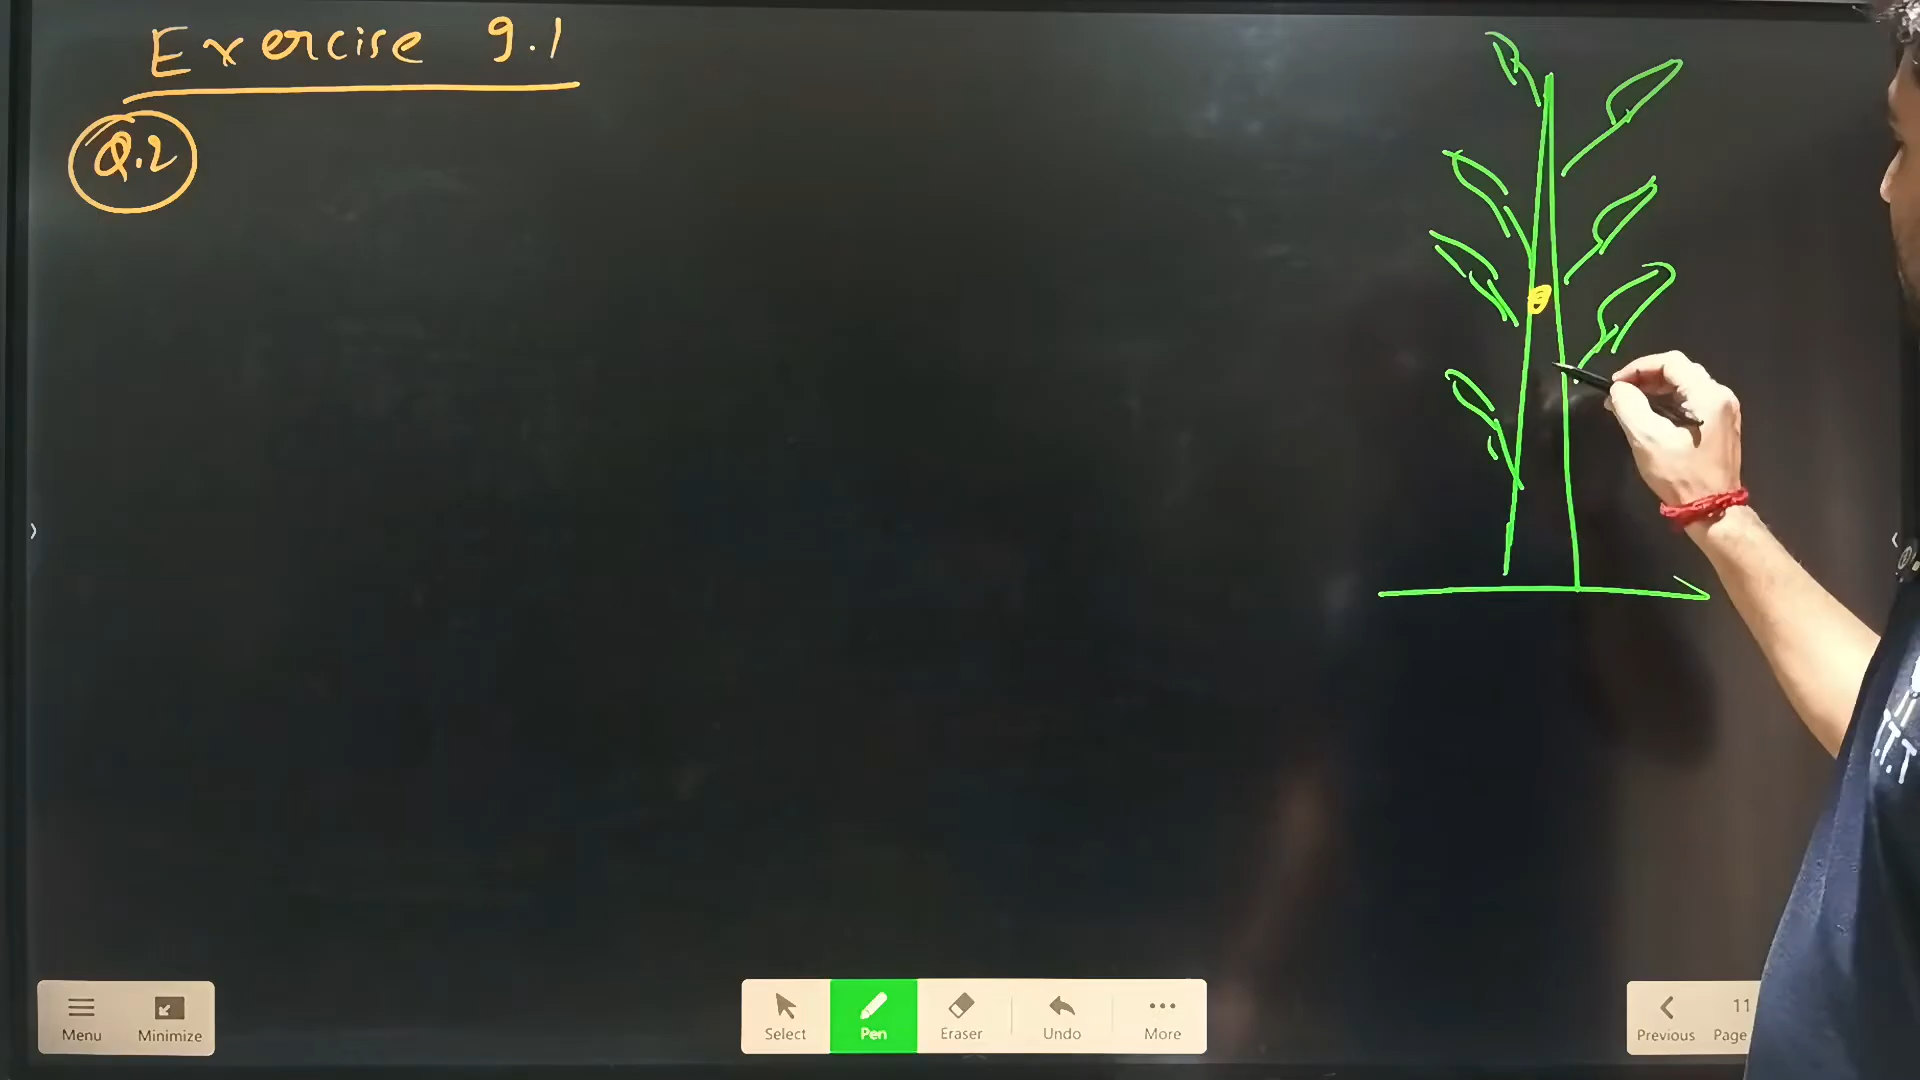 Exercise 9.1
Q.2
Menu
Minimize
Select
Pen
Eraser
Undo
More
Previous
11
Page